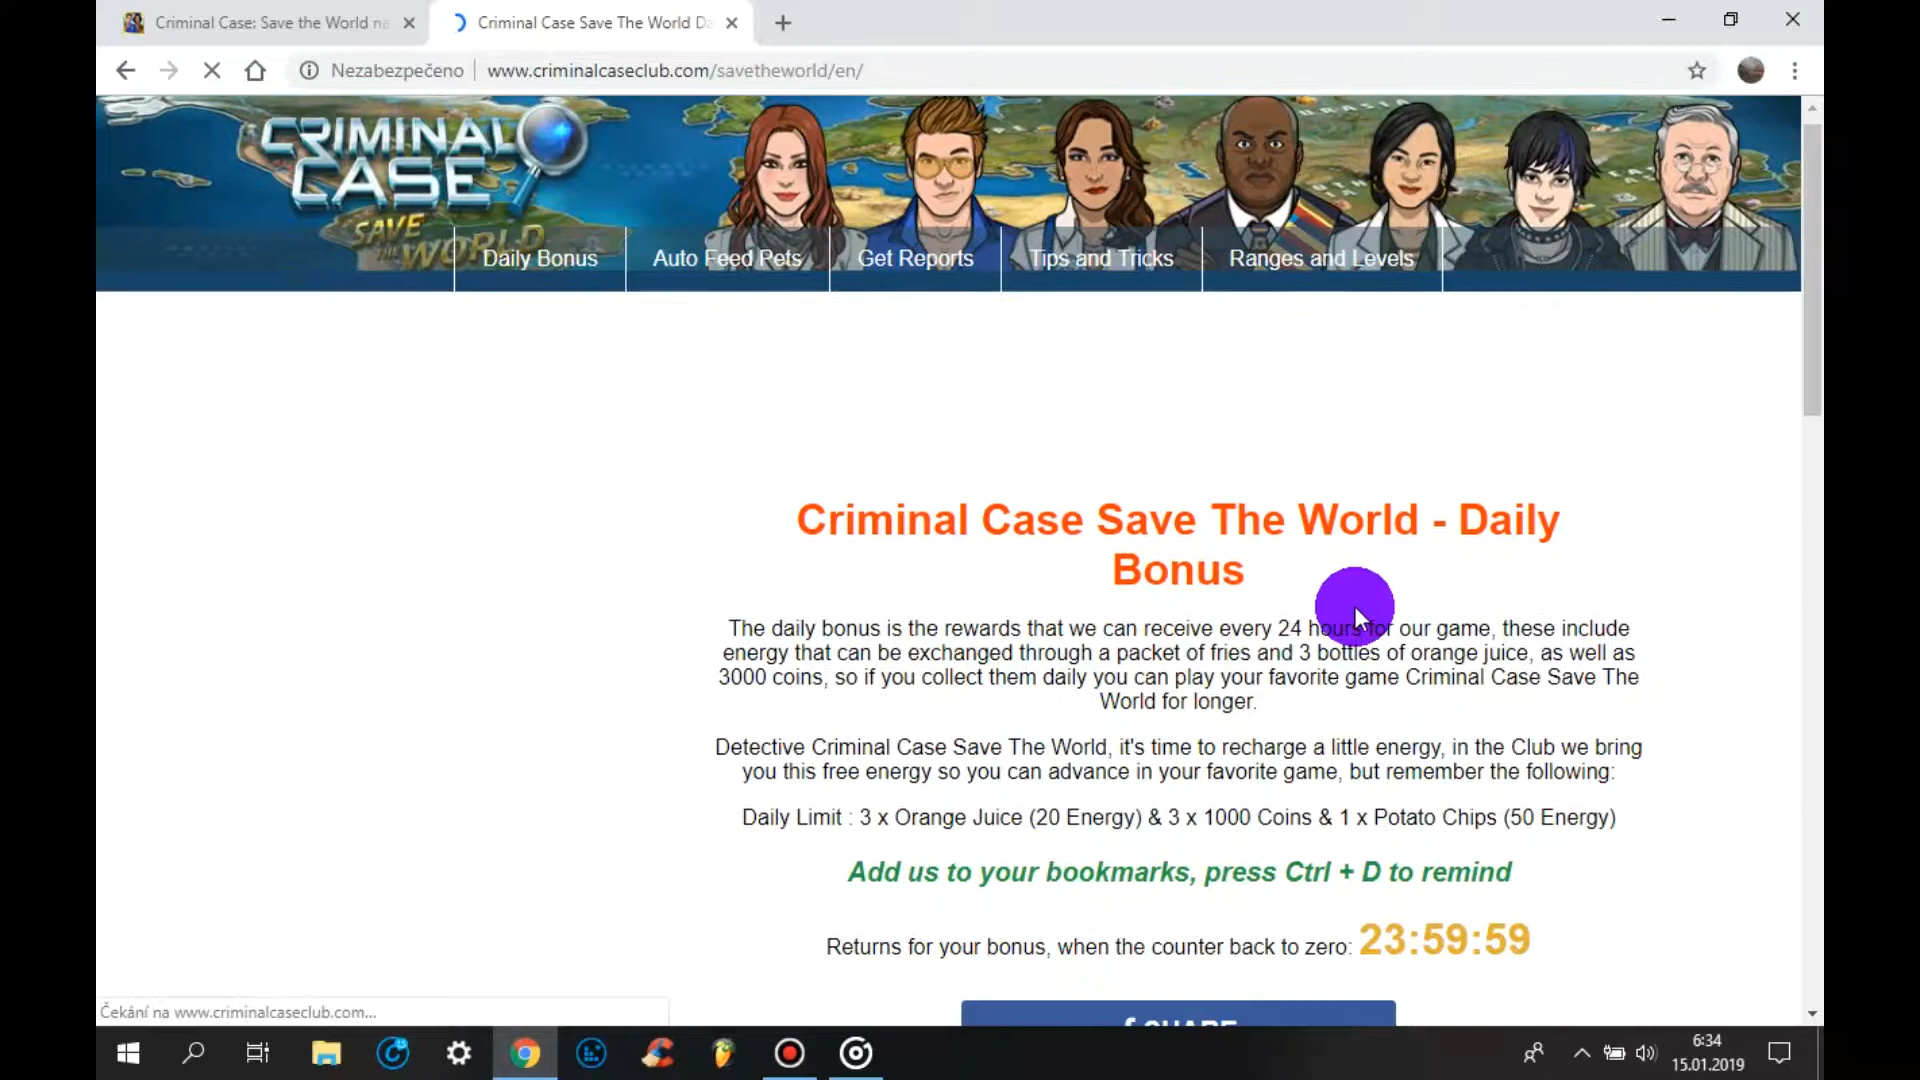 Criminal Case: Save the World na
Criminal Case Save The World Da
Nezabezpečeno
www.criminalcaseclub.com/savetheworld/en/
CRIMINAL
CASE
SAVE
THE WORLD
Daily Bonus
Auto Feed Pets
Get Reports
Tips and Tricks
Ranges and Levels
Criminal Case Save The World - Daily
Bonus
The daily bonus is the rewards that we can receive every 24 hours for our game, these include
energy that can be exchanged through a packet of fries and 3 bottles of orange juice, as well as
3000 coins, so if you collect them daily you can play your favorite game Criminal Case Save The
World for longer.
Detective Criminal Case Save The World, it's time to recharge a little energy, in the Club we bring
you this free energy so you can advance in your favorite game, but remember the following:
Daily Limit : 3 x Orange Juice (20 Energy) & 3 x 1000 Coins & 1 x Potato Chips (50 Energy)
Add us to your bookmarks, press Ctrl + D to remind
Returns for your bonus, when the counter back to zero: 23:59:59
f SHARE
Čekání na www.criminalcaseclub.com...
6:34
15.01.2019